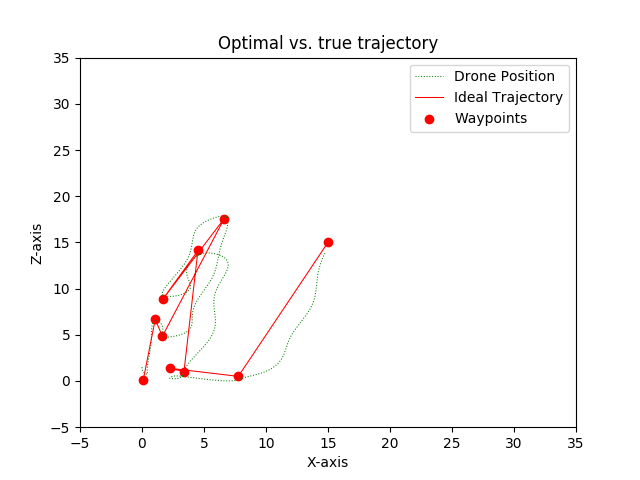 Optimal vs. true trajectory
Drone Position
Ideal Trajectory
Waypoints
35
30
25
20
15
10
5
0
−5
Z-axis
−5 0 5 10 15 20 25 30 35
X-axis